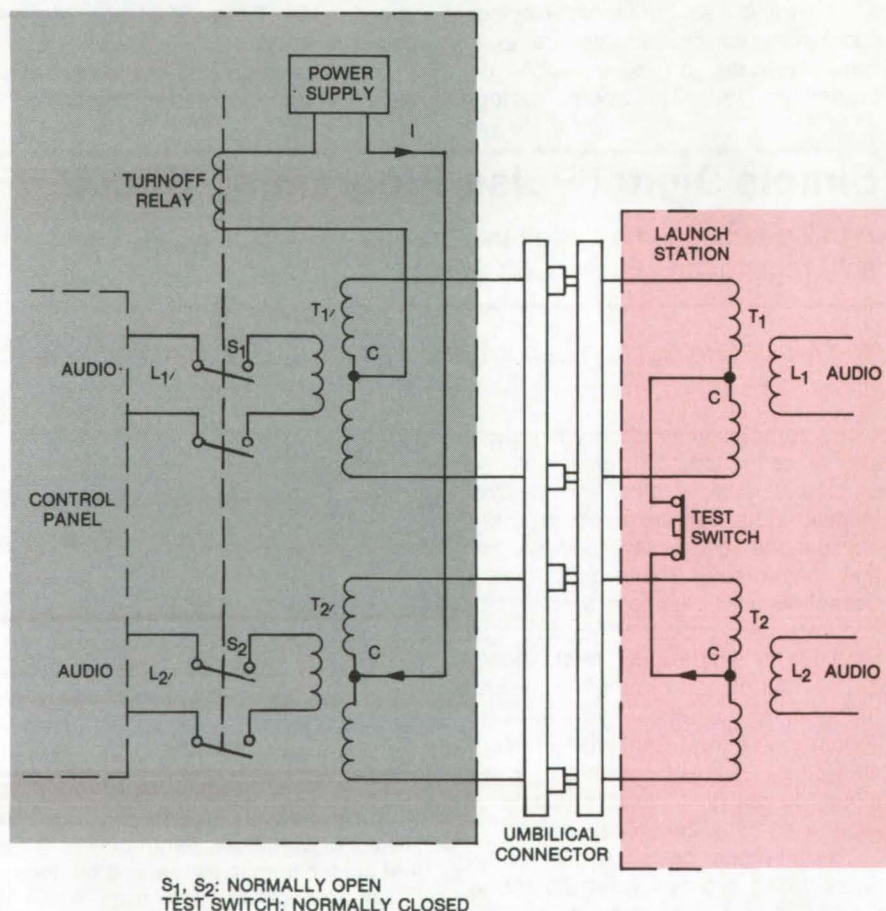 POWER
SUPPLY
I
TURNOFF
RELAY
LAUNCH
STATION
T1'
T1
S1
AUDIO
L1'
C
C
L1
AUDIO
CONTROL
PANEL
TEST
SWITCH
T2'
T2
S2
AUDIO
L2'
C
C
L2
AUDIO
UMBILICAL
CONNECTOR
S1, S2: NORMALLY OPEN
TEST SWITCH: NORMALLY CLOSED